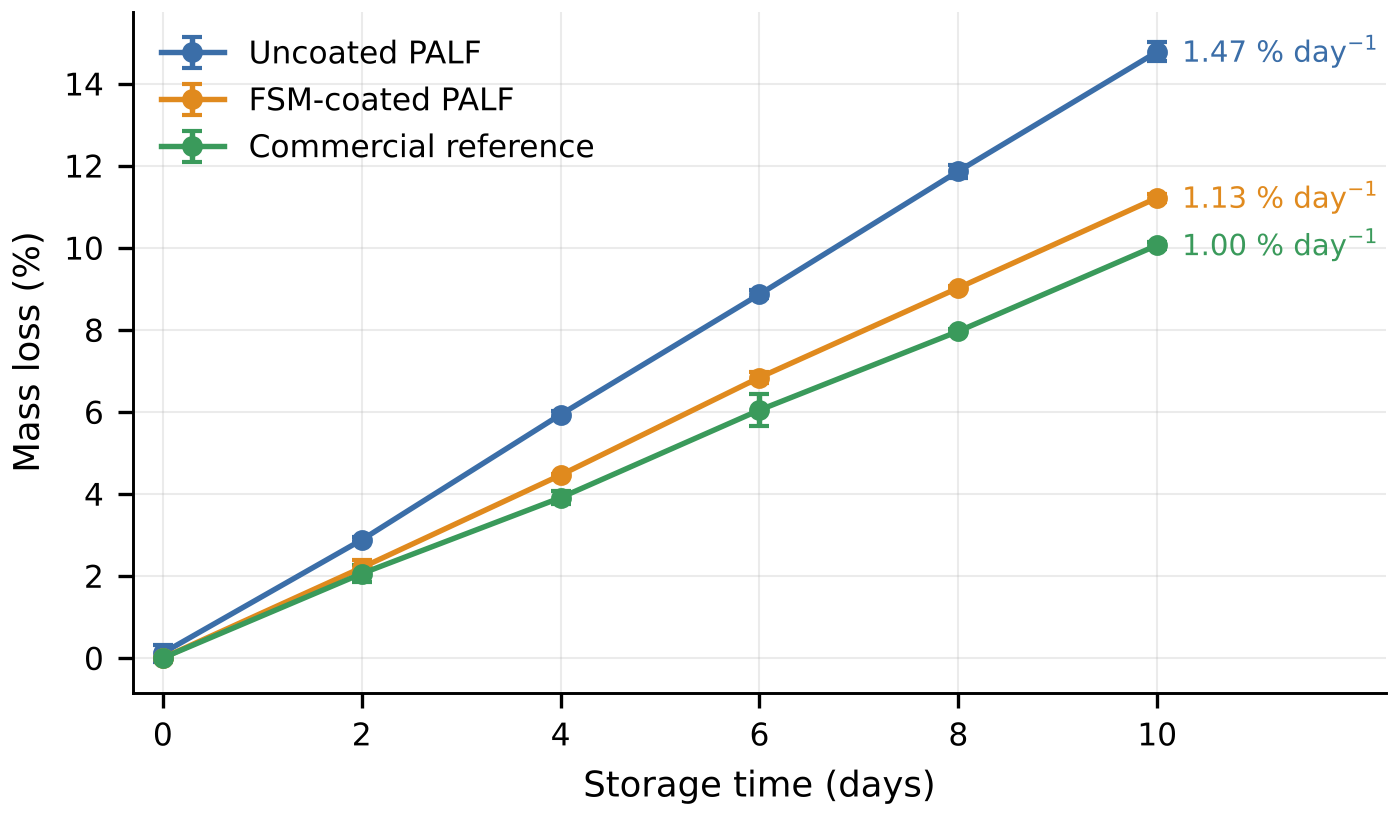 Uncoated PALF
FSM-coated PALF
Commercial reference
1.47 % day⁻¹
1.13 % day⁻¹
1.00 % day⁻¹
Mass loss (%)
14
12
10
8
6
4
2
0
0 2 4 6 8 10
Storage time (days)